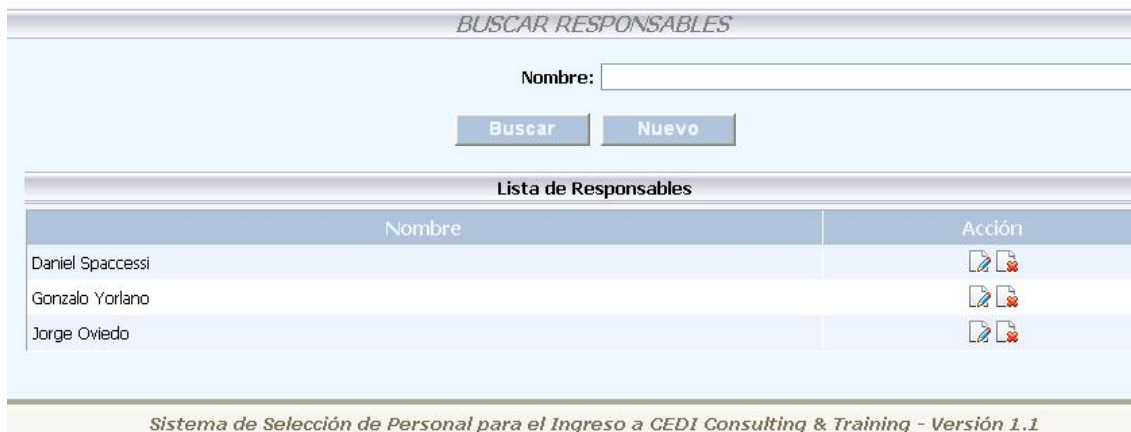 BUSCAR RESPONSABLES
Nombre:
Buscar Nuevo
Lista de Responsables
Nombre Acción
Daniel Spaccessi
Gonzalo Yorlano
Jorge Oviedo
Sistema de Selección de Personal para el Ingreso a CEDI Consulting & Training - Versión 1.1